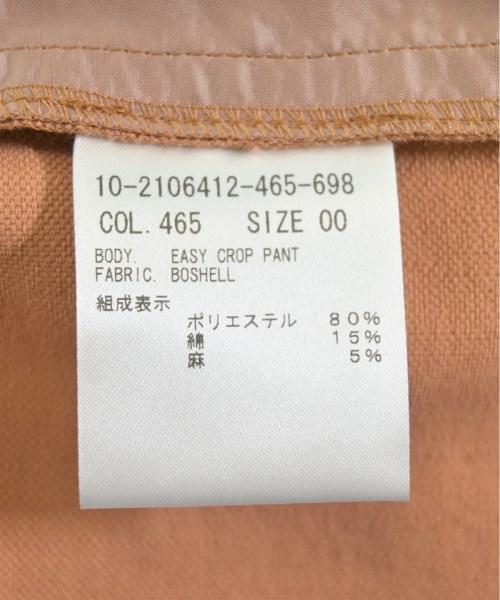 10-2106412-465-698
COL. 465 SIZE 00
BODY. EASY CROP PANT
FABRIC. BOSHELL
組成表示
ポリエステル 80%
綿 15%
麻 5%